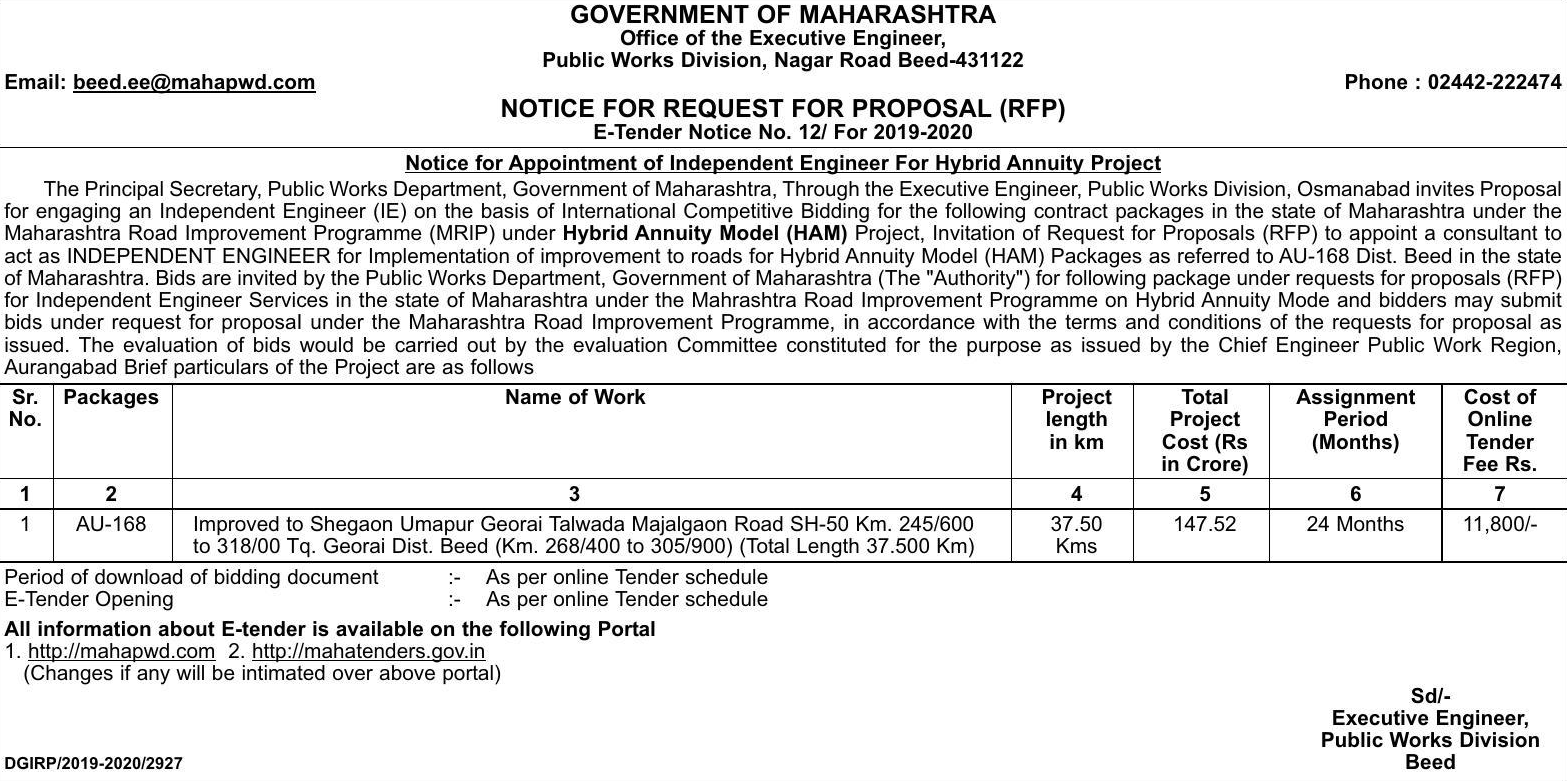 GOVERNMENT OF MAHARASHTRA
Office of the Executive Engineer,
Public Works Division, Nagar Road Beed-431122
Email: beed.ee@mahapwd.com Phone : 02442-222474
NOTICE FOR REQUEST FOR PROPOSAL (RFP)
E-Tender Notice No. 12/ For 2019-2020
Notice for Appointment of Independent Engineer For Hybrid Annuity Project
The Principal Secretary, Public Works Department, Government of Maharashtra, Through the Executive Engineer, Public Works Division, Osmanabad invites Proposal
for engaging an Independent Engineer (IE) on the basis of International Competitive Bidding for the following contract packages in the state of Maharashtra under the
Maharashtra Road Improvement Programme (MRIP) under Hybrid Annuity Model (HAM) Project, Invitation of Request for Proposals (RFP) to appoint a consultant to
act as INDEPENDENT ENGINEER for Implementation of improvement to roads for Hybrid Annuity Model (HAM) Packages as referred to AU-168 Dist. Beed in the state
of Maharashtra. Bids are invited by the Public Works Department, Government of Maharashtra (The "Authority") for following package under requests for proposals (RFP)
for Independent Engineer Services in the state of Maharashtra under the Mahrashtra Road Improvement Programme on Hybrid Annuity Mode and bidders may submit
bids under request for proposal under the Maharashtra Road Improvement Programme, in accordance with the terms and conditions of the requests for proposal as
issued. The evaluation of bids would be carried out by the evaluation Committee constituted for the purpose as issued by the Chief Engineer Public Work Region,
Aurangabad Brief particulars of the Project are as follows
Sr. Packages Name of Work Project Total Assignment Cost of
No. length Project Period Online
in km Cost (Rs (Months) Tender
in Crore) Fee Rs.
1 2 3 4 5 6 7
1 AU-168 Improved to Shegaon Umapur Georai Talwada Majalgaon Road SH-50 Km. 245/600 37.50 147.52 24 Months 11,800/-
to 318/00 Tq. Georai Dist. Beed (Km. 268/400 to 305/900) (Total Length 37.500 Km) Kms
Period of download of bidding document :- As per online Tender schedule
E-Tender Opening :- As per online Tender schedule
All information about E-tender is available on the following Portal
1. http://mahapwd.com 2. http://mahatenders.gov.in
(Changes if any will be intimated over above portal)
Sd/-
Executive Engineer,
Public Works Division
DGIRP/2019-2020/2927 Beed